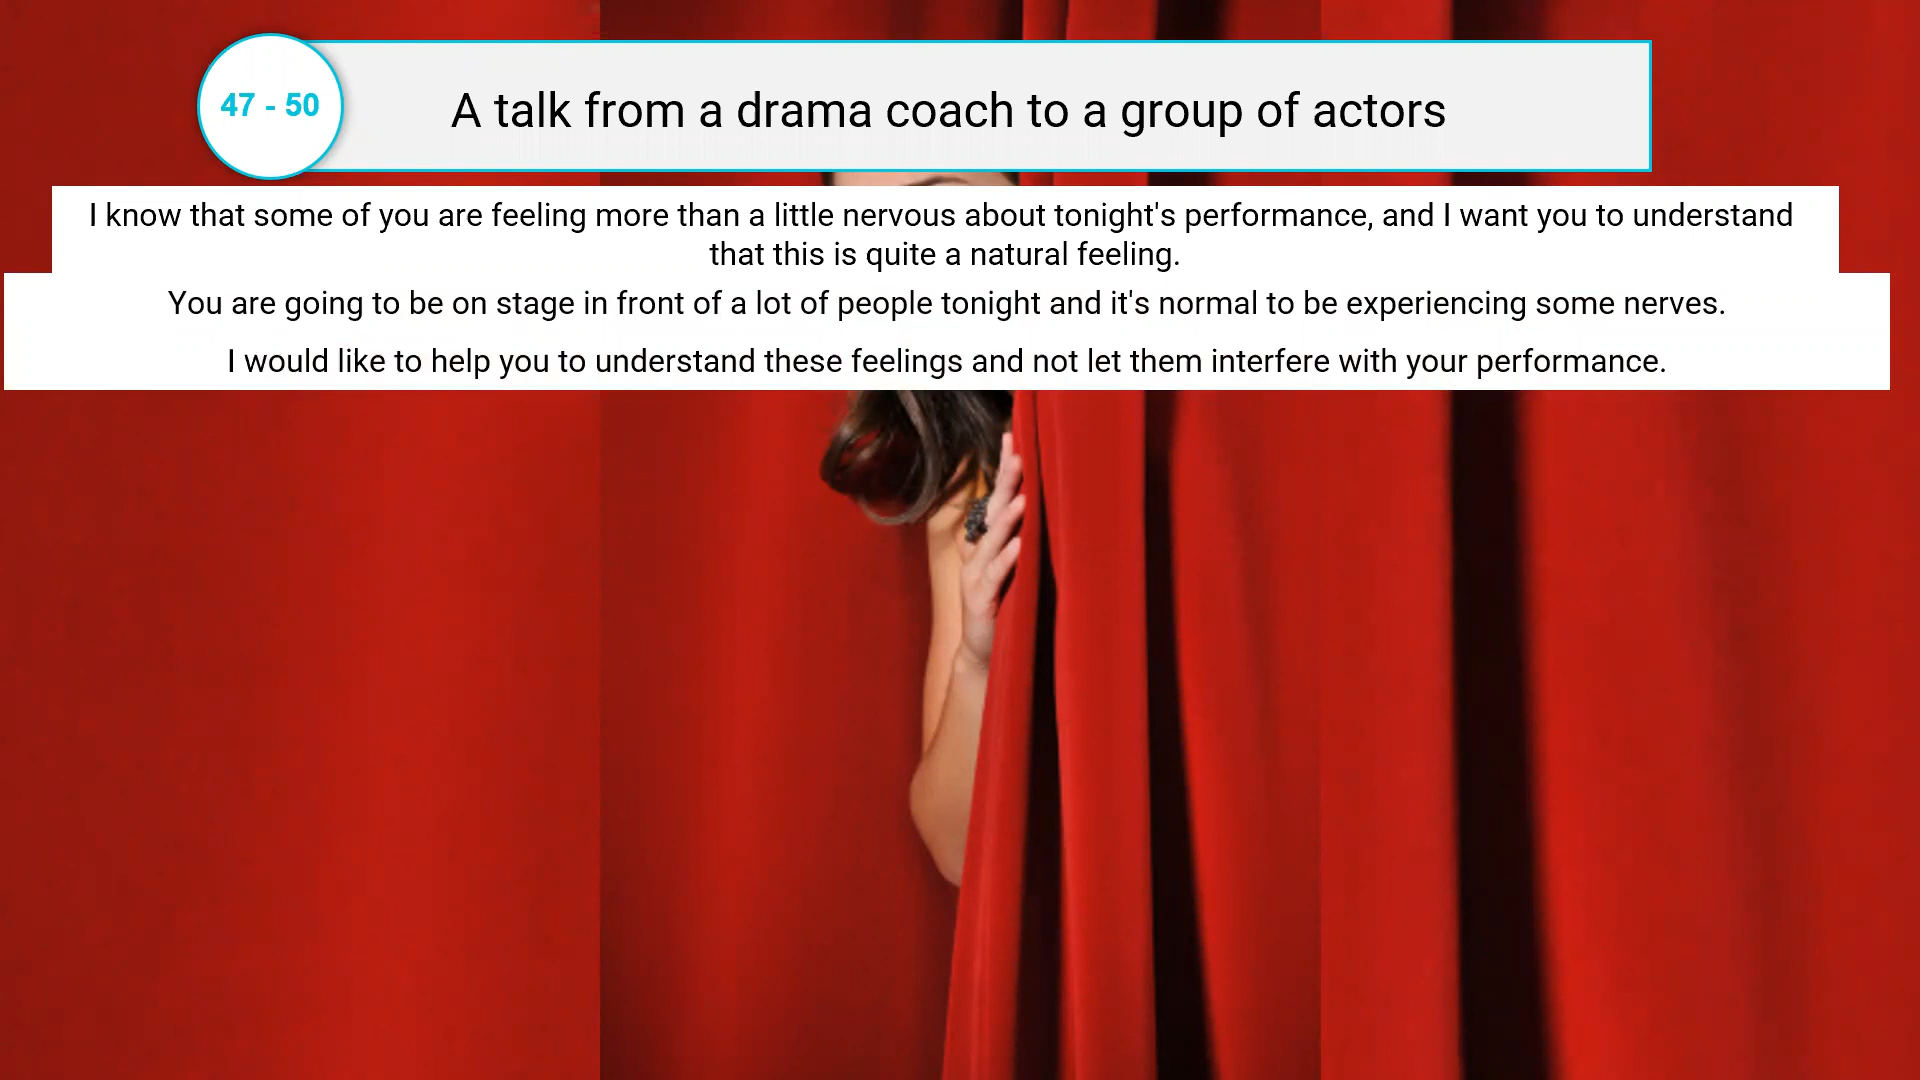 47 - 50
A talk from a drama coach to a group of actors
I know that some of you are feeling more than a little nervous about tonight's performance, and I want you to understand
that this is quite a natural feeling.
You are going to be on stage in front of a lot of people tonight and it's normal to be experiencing some nerves.
I would like to help you to understand these feelings and not let them interfere with your performance.